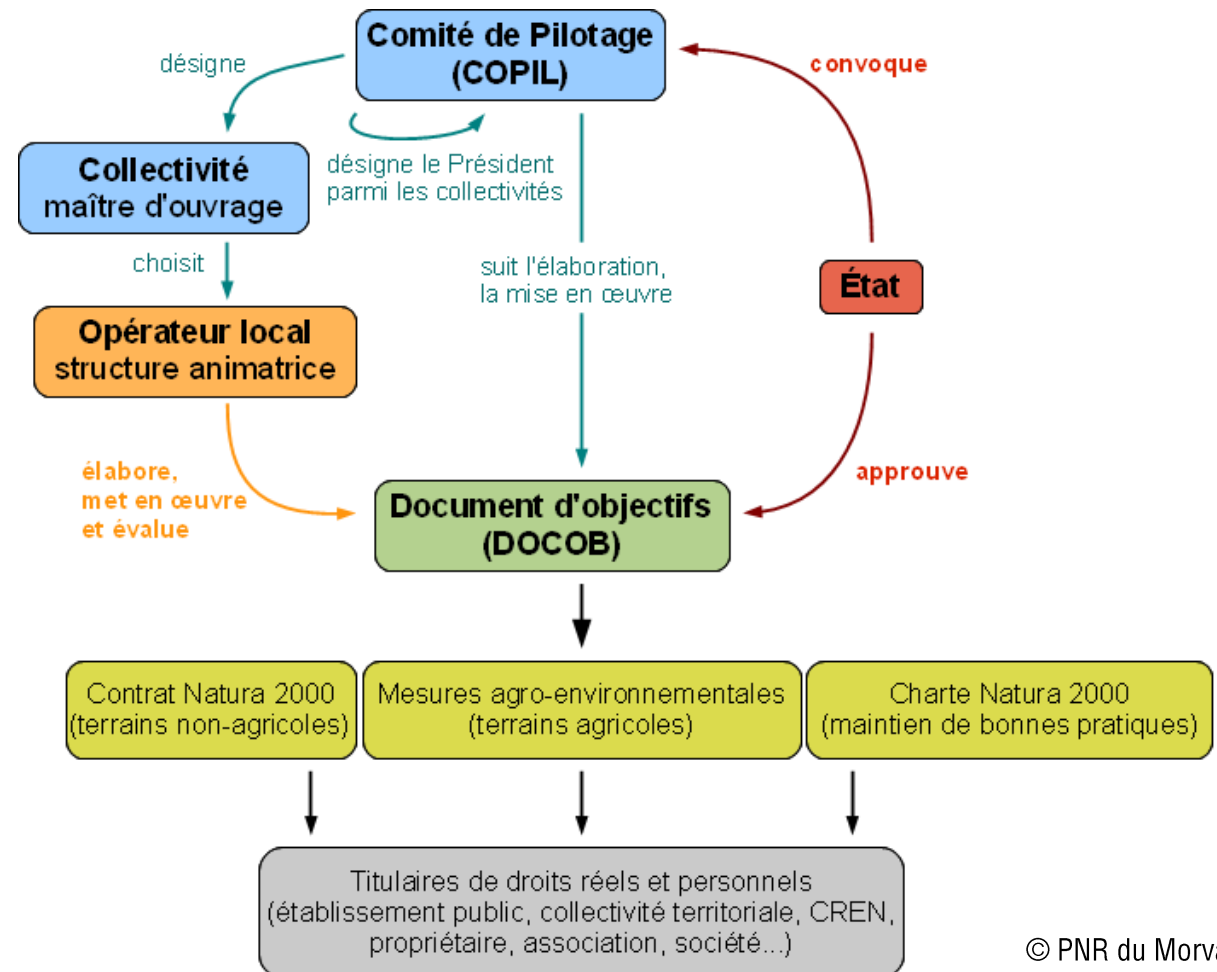 Comité de Pilotage
(COPIL)
désigne
convoque
Collectivité
maître d'ouvrage
désigne le Président
parmi les collectivités
choisit
suit l'élaboration,
la mise en œuvre
État
Opérateur local
structure animatrice
élabore,
met en œuvre
et évalue
approuve
Document d'objectifs
(DOCOB)
Contrat Natura 2000
(terrains non-agricoles)
Mesures agro-environnementales
(terrains agricoles)
Charte Natura 2000
(maintien de bonnes pratiques)
Titulaires de droits réels et personnels
(établissement public, collectivité territoriale, CREN,
propriétaire, association, société...)
© PNR du